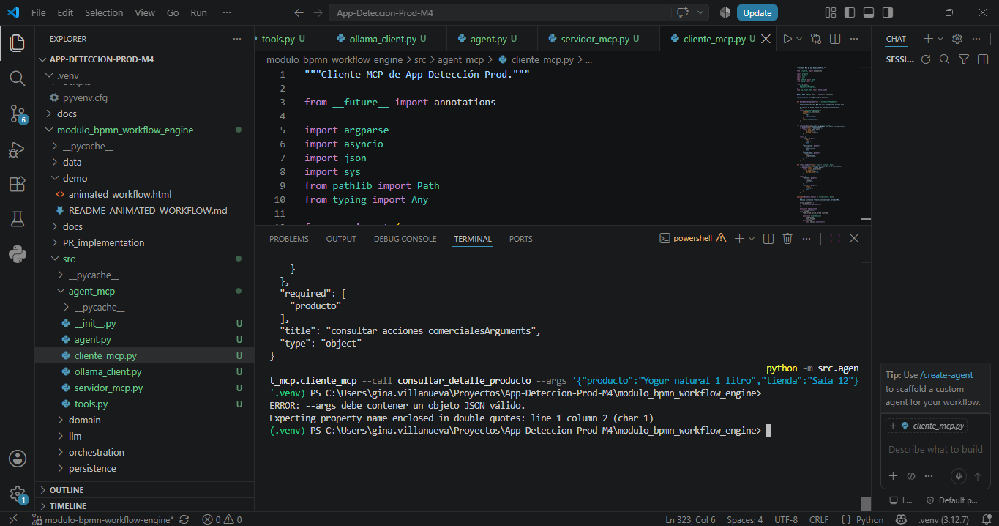 File Edit Selection View Go Run ···
App-Deteccion-Prod-M4
Update
EXPLORER
APP-DETECCION-PROD-M4
.venv
Scripts
pyvenv.cfg
docs
modulo_bpmn_workflow_engine
__pycache__
data
demo
animated_workflow.html
README_ANIMATED_WORKFLOW.md
docs
PR_implementation
src
__pycache__
agent_mcp
__pycache__
__init__.py U
agent.py U
cliente_mcp.py U
ollama_client.py U
servidor_mcp.py U
tools.py U
domain
llm
orchestration
persistence
OUTLINE
TIMELINE
6
1
tools.py U
ollama_client.py U
agent.py U
servidor_mcp.py U
cliente_mcp.py U
modulo_bpmn_workflow_engine > src > agent_mcp > cliente_mcp.py > ...
1 """Cliente MCP de App Detección Prod."""
2
3 from __future__ import annotations
4
5 import argparse
6 import asyncio
7 import json
8 import sys
9 from pathlib import Path
10 from typing import Any
11
PROBLEMS OUTPUT DEBUG CONSOLE TERMINAL PORTS
powershell
}
},
"required": [
"producto"
],
"title": "consultar_acciones_comercialesArguments",
"type": "object"
}
python -m src.agen
t_mcp.cliente_mcp --call consultar_detalle_producto --args '{"producto":"Yogur natural 1 litro","tienda":"Sala 12"}
'.venv) PS C:\Users\gina.villanueva\Proyectos\App-Deteccion-Prod-M4\modulo_bpmn_workflow_engine>
ERROR: --args debe contener un objeto JSON válido.
Expecting property name enclosed in double quotes: line 1 column 2 (char 1)
(.venv) PS C:\Users\gina.villanueva\Proyectos\App-Deteccion-Prod-M4\modulo_bpmn_workflow_engine>
CHAT
SESSI...
Tip: Use /create-agent
to scaffold a custom
agent for your workflow.
cliente_mcp.py
Describe what to build
L...
Default p...
modulo-bpmn-workflow-engine*
0 0
Ln 323, Col 6 Spaces: 4 UTF-8 CRLF { } Python .venv (3.12.7)